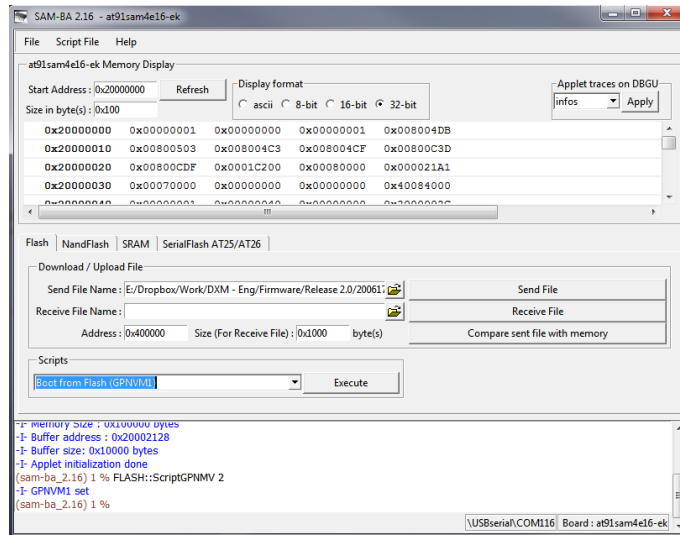 SAM-BA 2.16 - at91sam4e16-ek
File Script File Help
at91sam4e16-ek Memory Display
Start Address : 0x20000000 Refresh
Size in byte(s) : 0x100
Display format
ascii 8-bit 16-bit 32-bit
Applet traces on DBGU
infos Apply
0x20000000 0x00000001 0x00000000 0x00000001 0x008004DB
0x20000010 0x00800503 0x008004C3 0x008004CF 0x00800C3D
0x20000020 0x00800CDF 0x0001C200 0x00080000 0x000021A1
0x20000030 0x00070000 0x00000000 0x00000000 0x40084000
0x20000040 0x00000001 0x00000040 0x00000000 0x2000003C
Flash NandFlash SRAM SerialFlash AT25/AT26
Download / Upload File
Send File Name : E:/Dropbox/Work/DXM - Eng/Firmware/Release 2.0/20061 Send File
Receive File Name : Receive File
Address : 0x400000 Size (For Receive File) : 0x1000 byte(s) Compare sent file with memory
Scripts
Boot from Flash (GPNVM1) Execute
-I- Memory Size : 0x100000 bytes
-I- Buffer address : 0x20002128
-I- Buffer size: 0x10000 bytes
-I- Applet initialization done
(sam-ba_2.16) 1 % FLASH::ScriptGPNMV 2
-I- GPNVM1 set
(sam-ba_2.16) 1 %
\USBserial\COM116 Board : at91sam4e16-ek